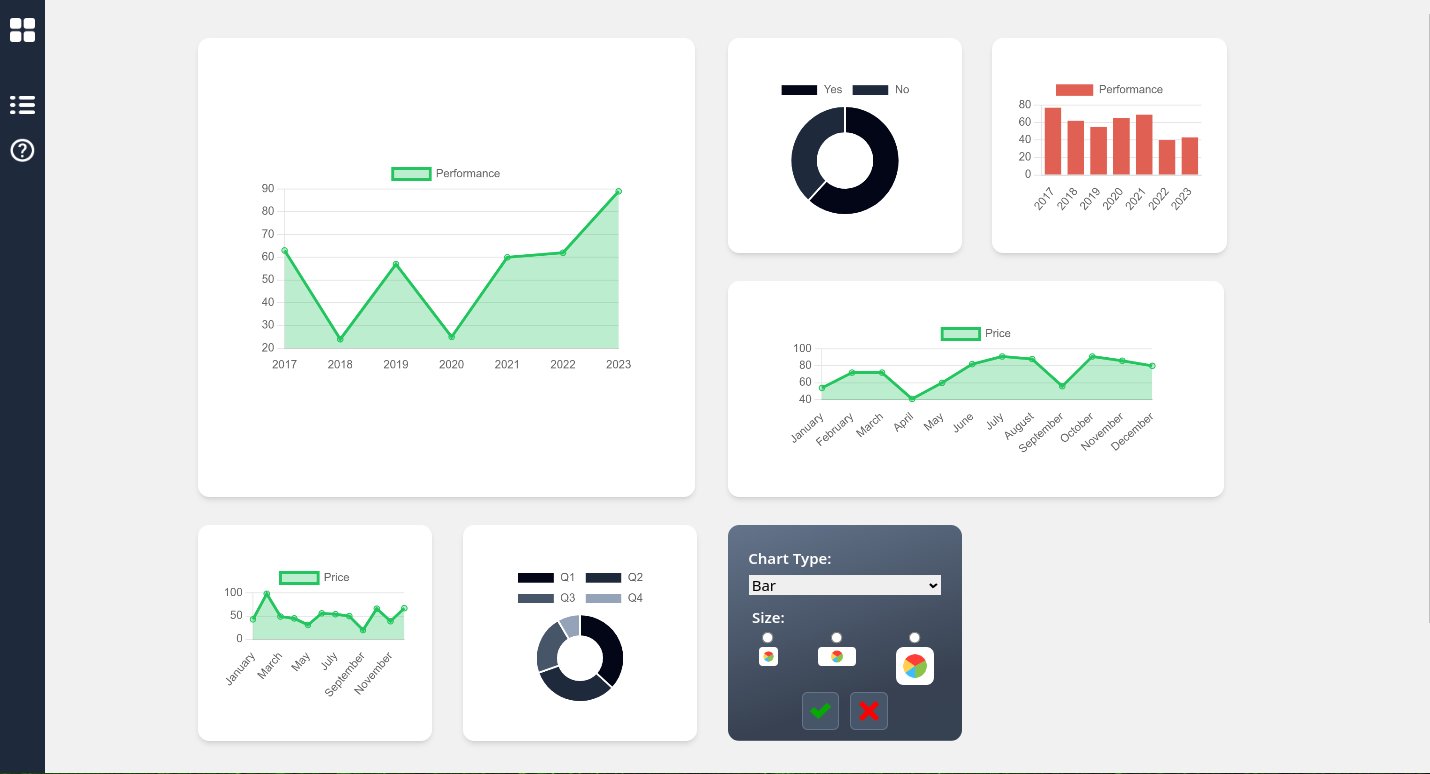 Performance
90
80
70
60
50
40
30
20
2017 2018 2019 2020 2021 2022 2023
Yes No
Performance
80
60
40
20
0
2017 2018 2019 2020 2021 2022 2023
Price
100
80
60
40
January February March April May June July August September October November December
Price
100
50
0
January March May July September November
Q1 Q2
Q3 Q4
Chart Type:
Bar
Size: